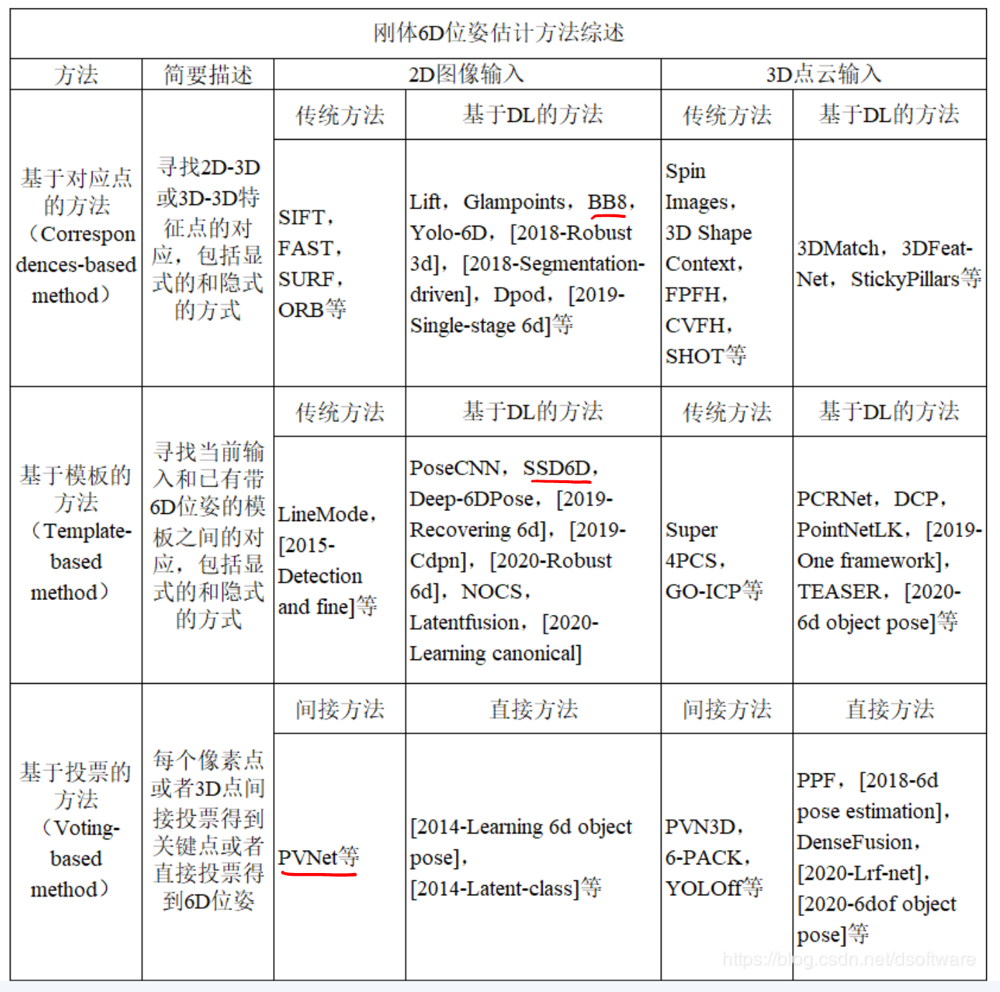 刚体6D位姿估计方法综述
方法
简要描述
2D图像输入
3D点云输入
基于对应点
的方法
（Correspon
dences-based
method）
寻找2D-3D
或3D-3D特
征点的对
应，包括显
式的和隐式
的方式
传统方法
基于DL的方法
传统方法
基于DL的方法
SIFT，
FAST，
SURF，
ORB等
Lift，Glampoints，BB8，
Yolo-6D，[2018-Robust
3d]，[2018-Segmentation-
driven]，Dpod，[2019-
Single-stage 6d]等
Spin
Images，
3D Shape
Context，
FPFH，
CVFH，
SHOT等
3DMatch，3DFeat-
Net，StickyPillars等
基于模板的
方法
（Template-
based
method）
寻找当前输
入和已有带
6D位姿的模
板之间的对
应，包括显
式的和隐式
的方式
传统方法
基于DL的方法
传统方法
基于DL的方法
LineMode，
[2015-
Detection
and fine]等
PoseCNN，SSD6D，
Deep-6DPose，[2019-
Recovering 6d]，[2019-
Cdpn]，[2020-Robust
6d]，NOCS，
Latentfusion，[2020-
Learning canonical]
Super
4PCS，
GO-ICP等
PCRNet，DCP，
PointNetLK，[2019-
One framework]，
TEASER，[2020-
6d object pose]等
基于投票的
方法
（Voting-
based
method）
每个像素点
或者3D点间
接投票得到
关键点或者
直接投票得
到6D位姿
间接方法
直接方法
间接方法
直接方法
PVNet等
[2014-Learning 6d object
pose]，
[2014-Latent-class]等
PVN3D，
6-PACK，
YOLOff等
PPF，[2018-6d
pose estimation]，
DenseFusion，
[2020-Lrf-net]，
[2020-6dof object
pose]等
https://blog.csdn.net/dsoftware